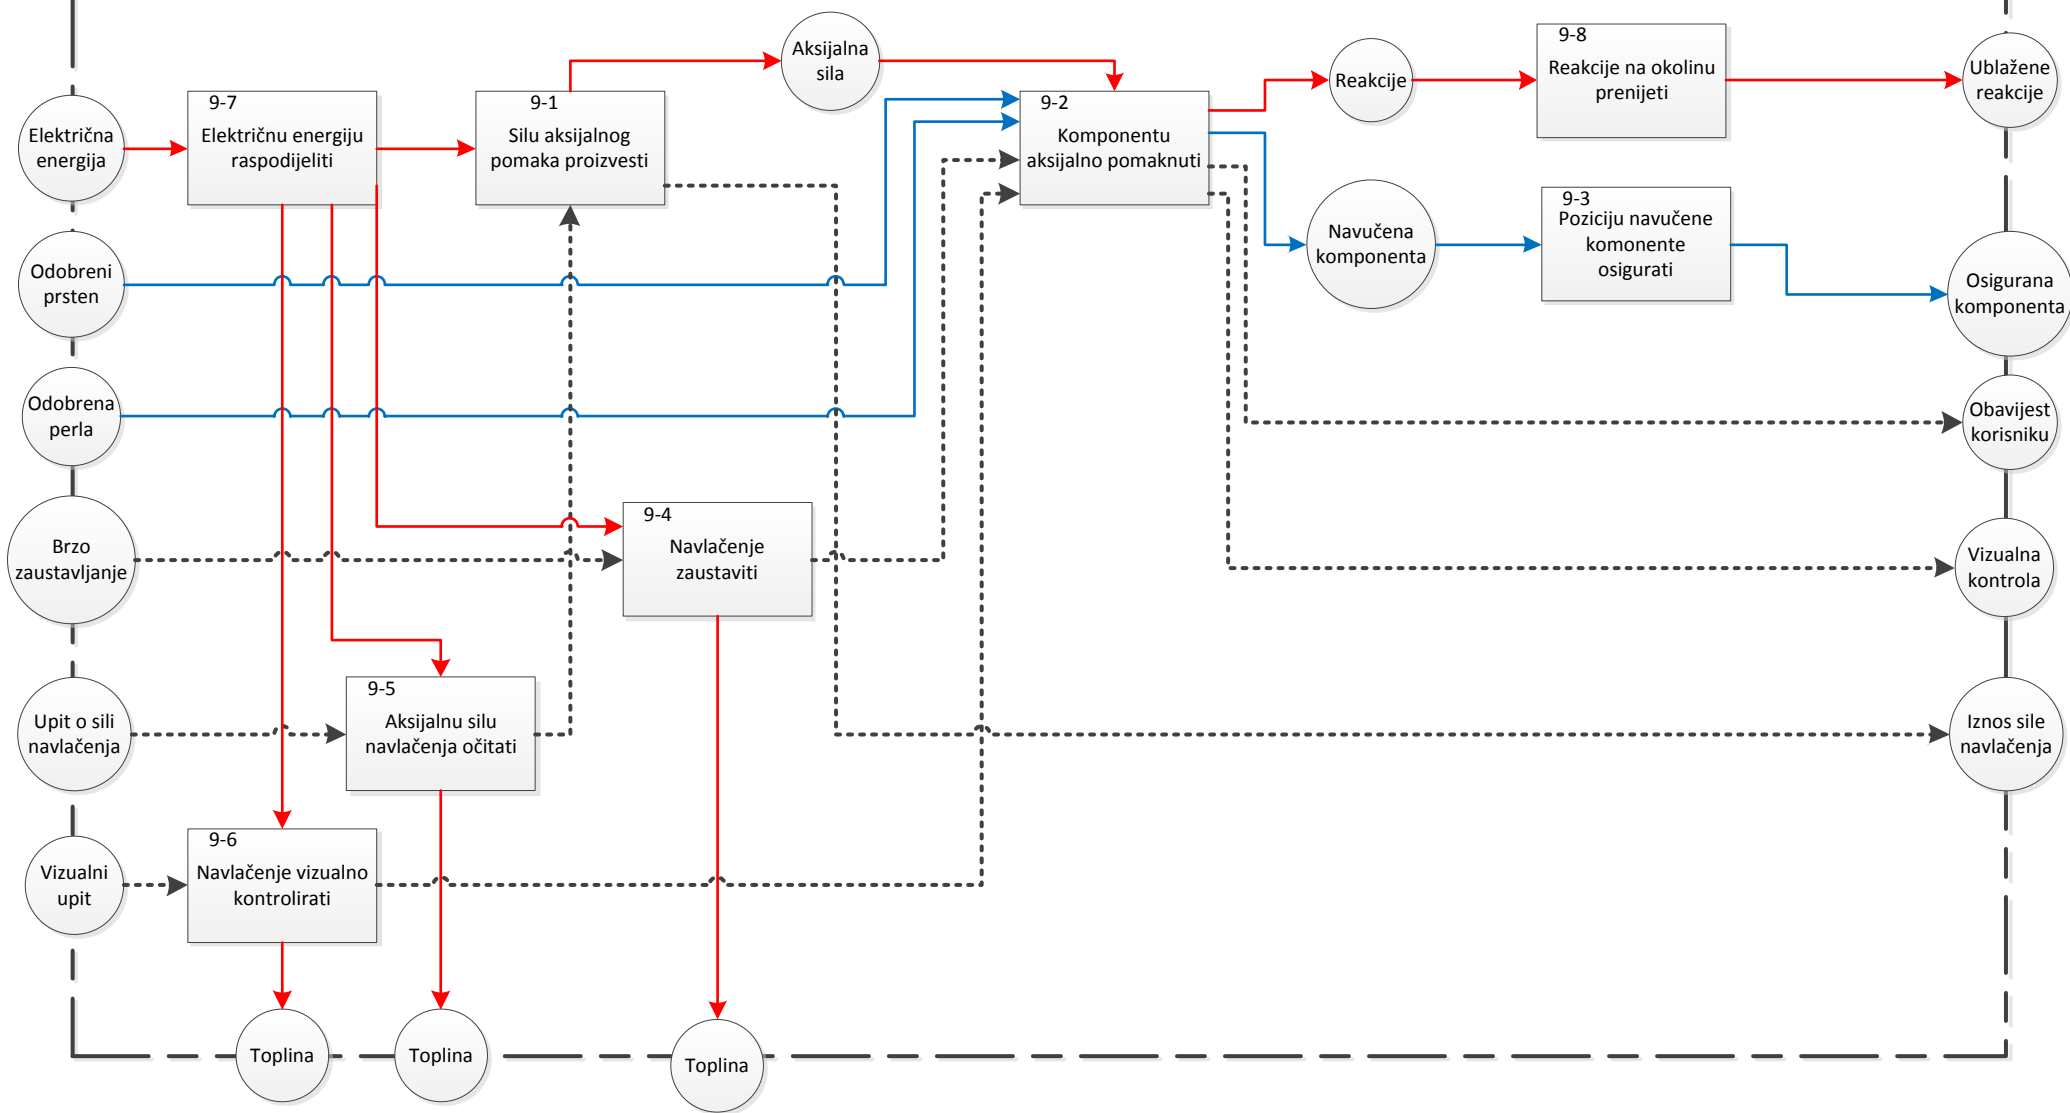 Aksijalna
sila
Reakcije
9-8
Reakcije na okolinu
prenijeti
Ublažene
reakcije
Električna
energija
9-7
Električnu energiju
raspodijeliti
9-1
Silu aksijalnog
pomaka proizvesti
9-2
Komponentu
aksijalno pomaknuti
Odobreni
prsten
Navučena
komponenta
9-3
Poziciju navučene
komonente
osigurati
Osigurana
komponenta
Odobrena
perla
Obavijest
korisniku
Brzo
zaustavljanje
9-4
Navlačenje
zaustaviti
Vizualna
kontrola
Upit o sili
navlačenja
9-5
Aksijalnu silu
navlačenja očitati
Iznos sile
navlačenja
Vizualni
upit
9-6
Navlačenje vizualno
kontrolirati
Toplina
Toplina
Toplina